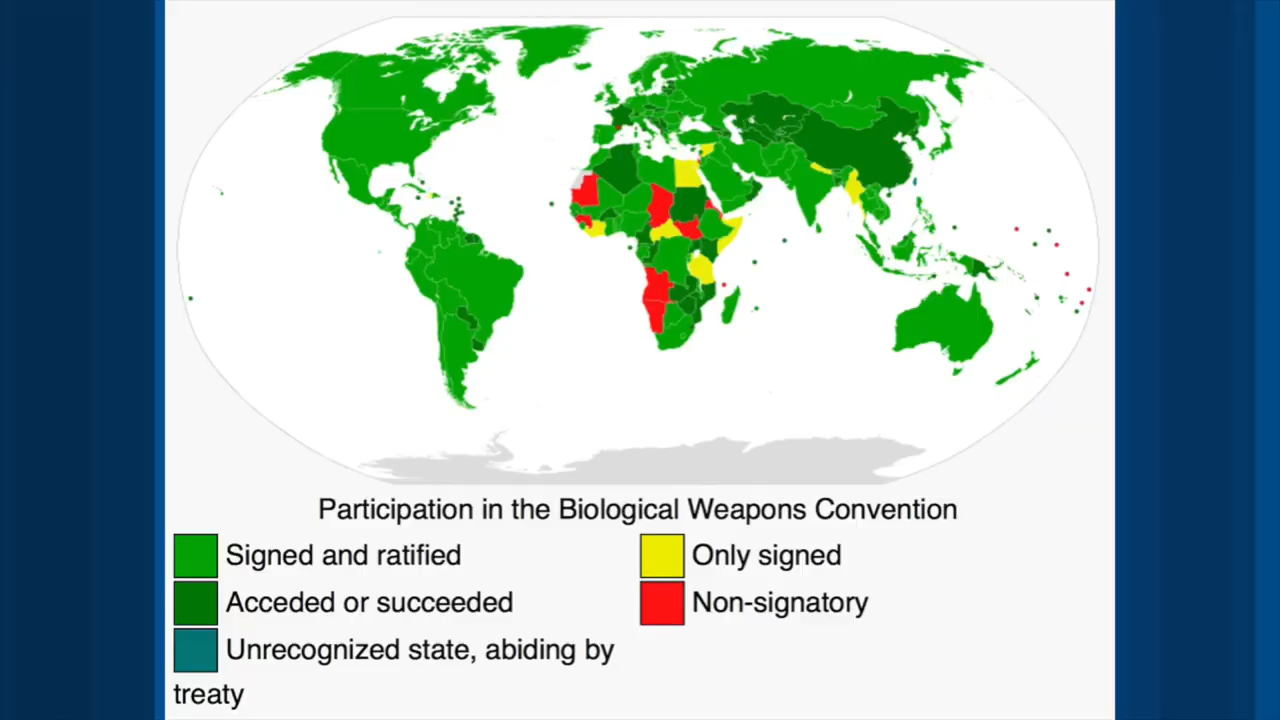 Participation in the Biological Weapons Convention
Signed and ratified
Only signed
Acceded or succeeded
Non-signatory
Unrecognized state, abiding by
treaty